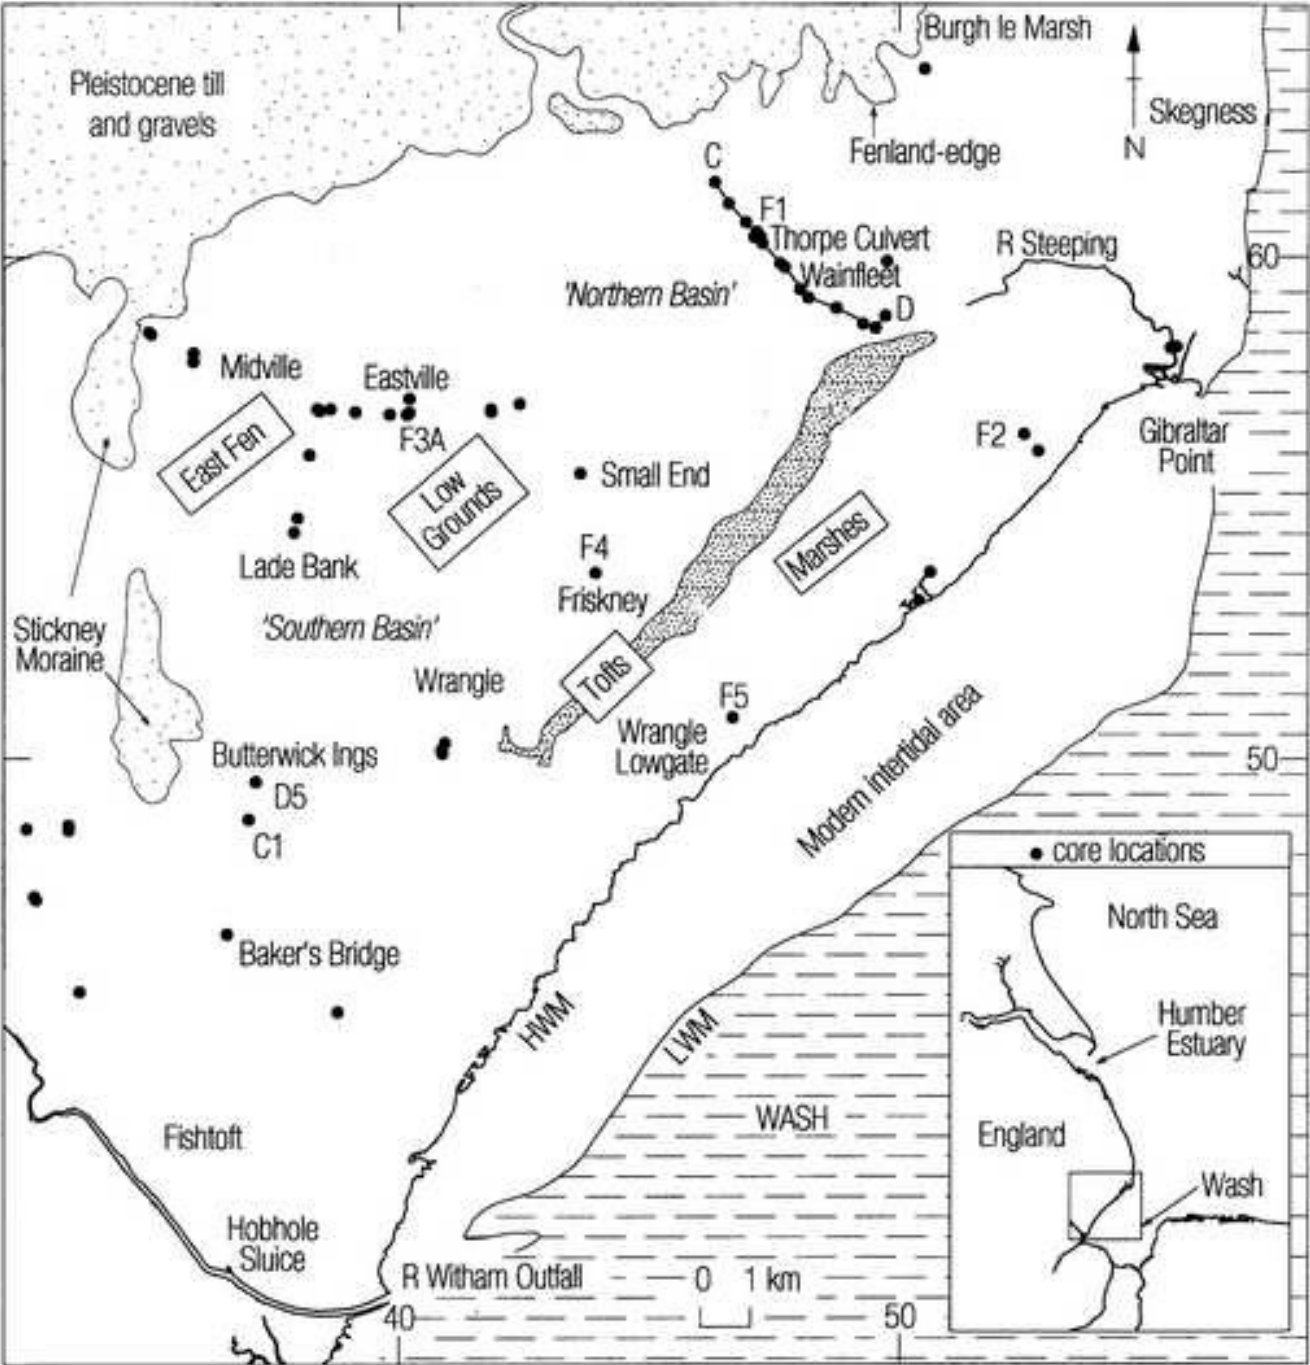 Burgh le Marsh
Pleistocene till
and gravels
Skegness
N
Fenland-edge
C
F1
Thorpe Culvert
R Steeping
60
Wainfleet
'Northern Basin'
D
Midville
Eastville
F3A
East Fen
F2
Gibraltar
Point
Low
Grounds
Small End
Marshes
F4
Friskney
Lade Bank
'Southern Basin'
Stickney
Moraine
Wrangle
Tofts
F5
Wrangle
Lowgate
Modern intertidal area
50
Butterwick Ings
D5
C1
core locations
North Sea
Baker's Bridge
HWM
LWM
Humber
Estuary
WASH
England
Fishtoft
Wash
Hobhole
Sluice
R Witham Outfall
0 1 km
40
50